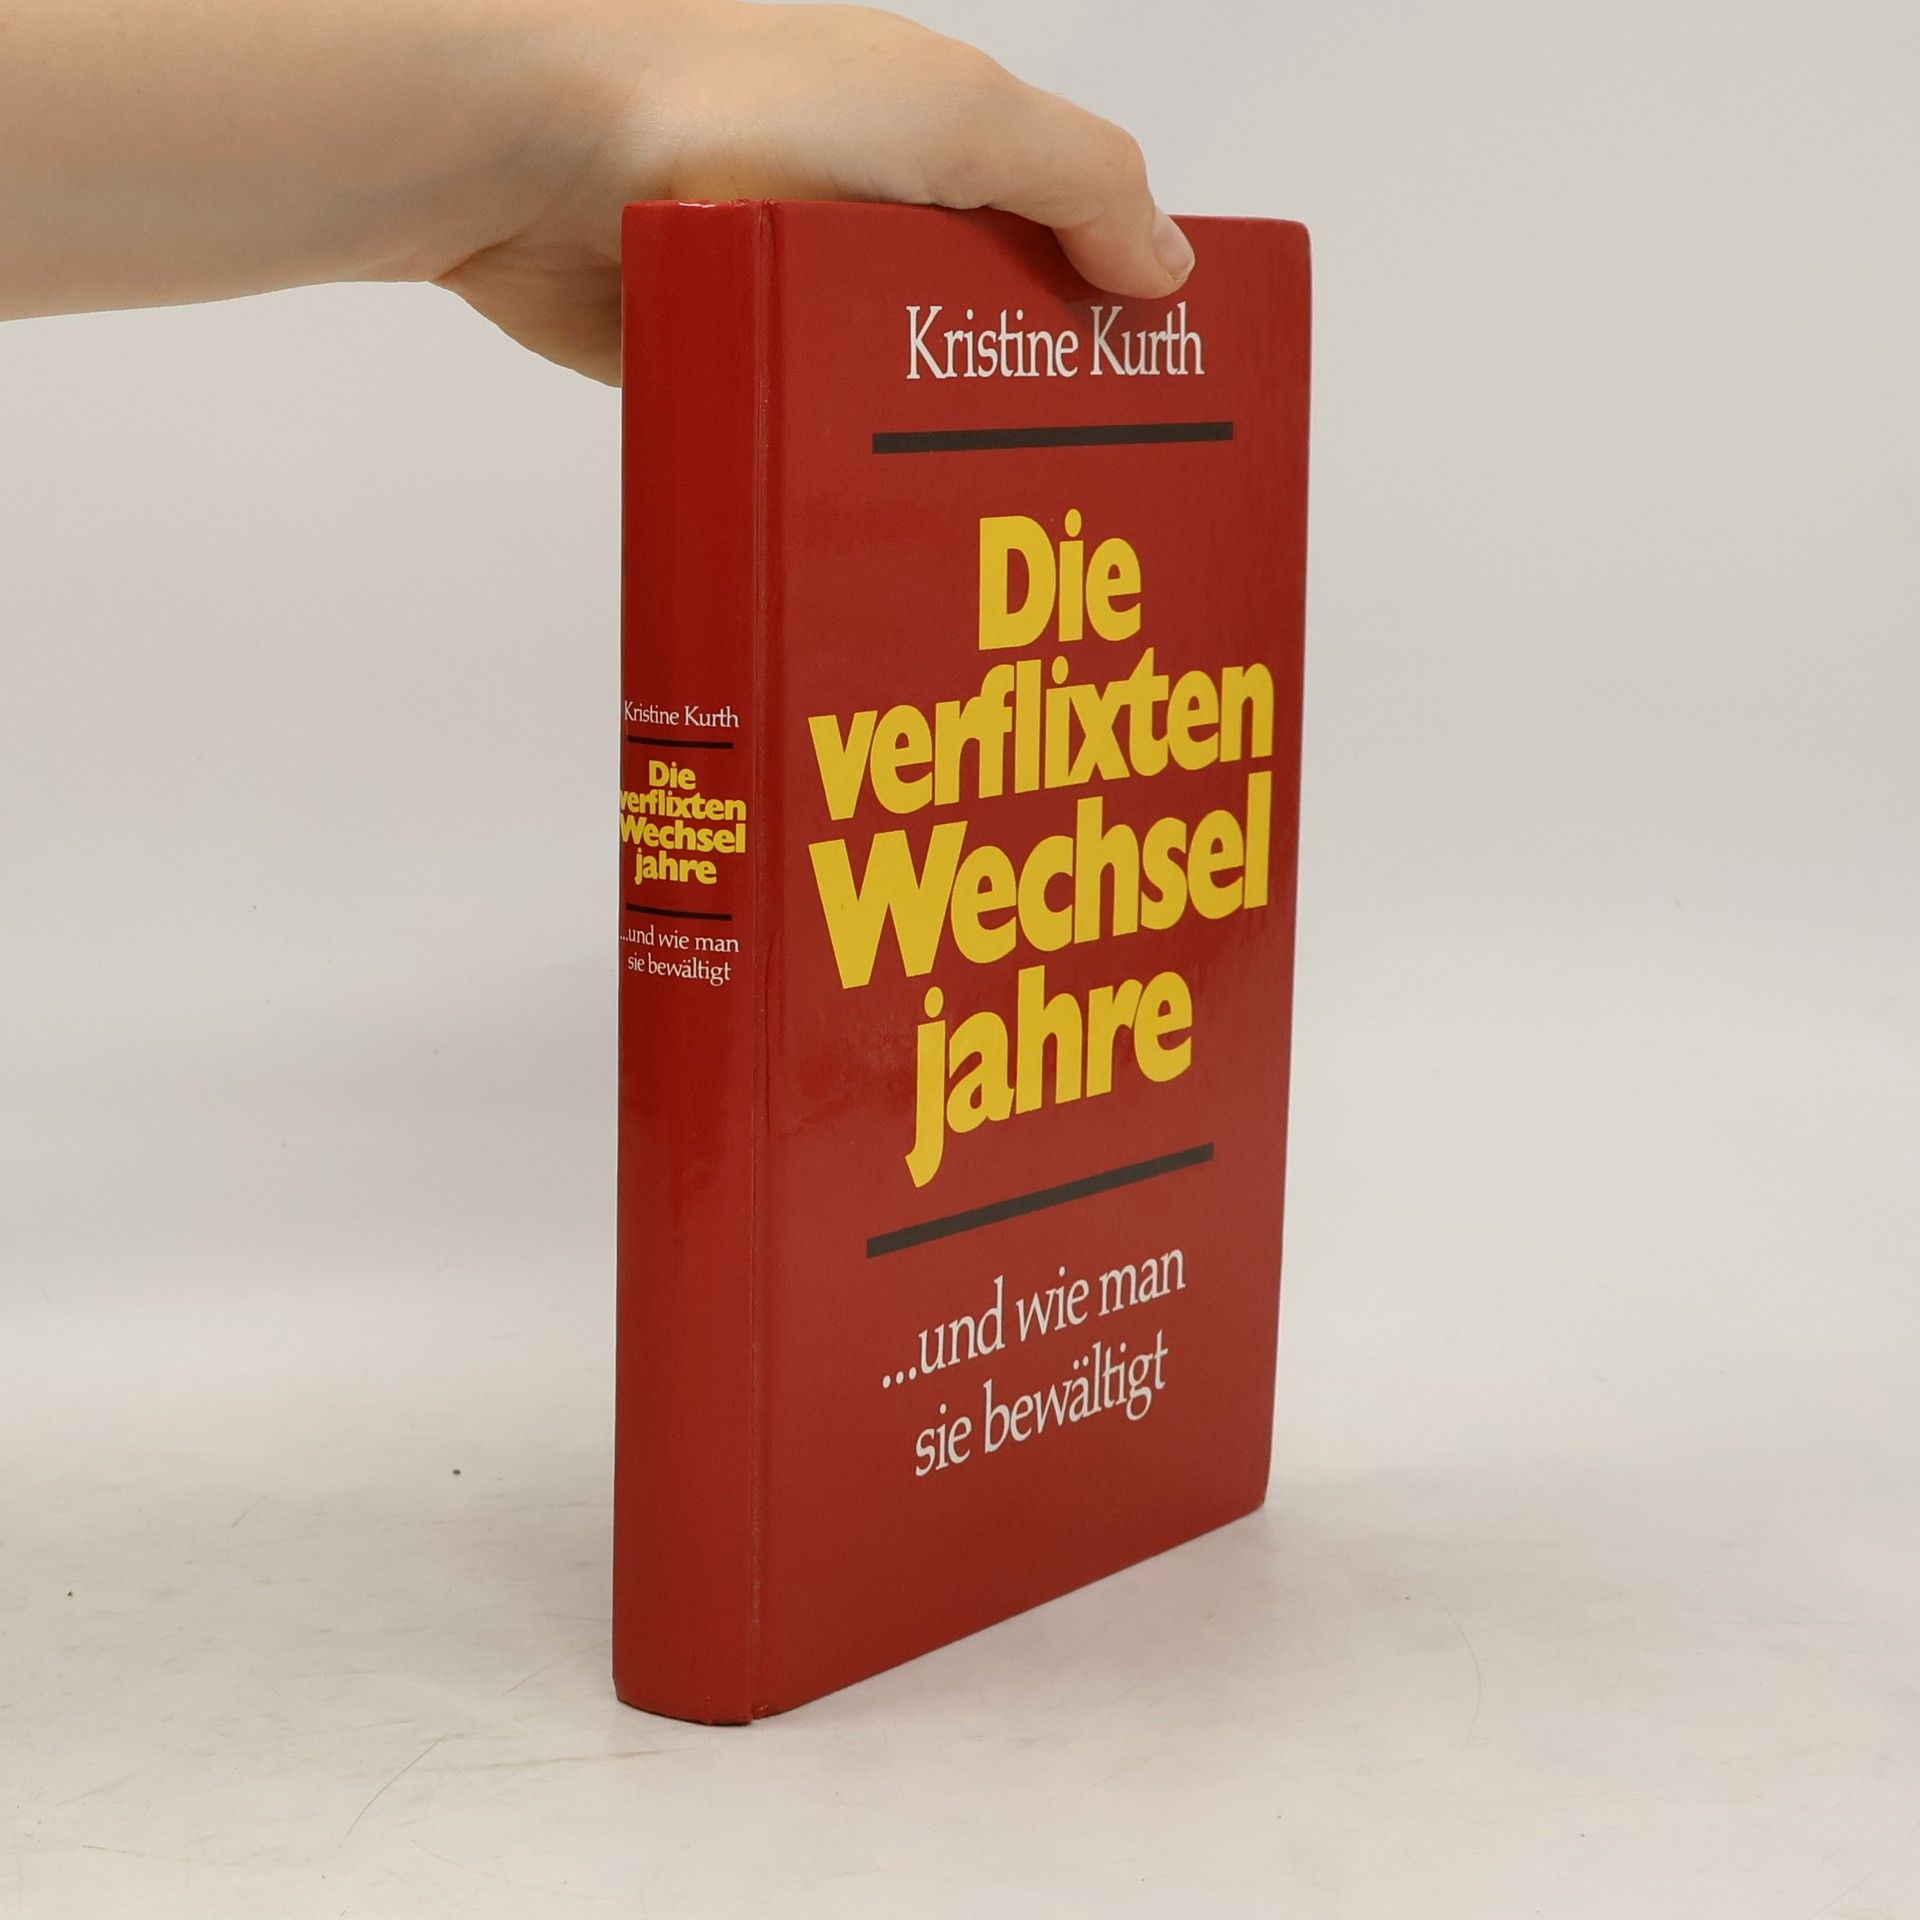 Kristine Kurth
Die
verflixten
Wechsel
jahre
...und wie man
sie bewältigt
Kristine Kurth
Die
verflixten
Wechsel
jahre
...und wie man
sie bewältigt